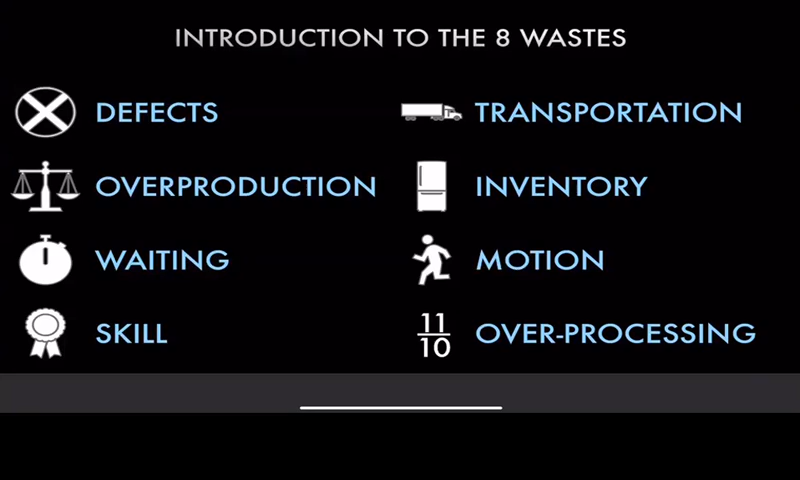 INTRODUCTION TO THE 8 WASTES
DEFECTS
TRANSPORTATION
OVERPRODUCTION
INVENTORY
WAITING
MOTION
SKILL
11
10
OVER-PROCESSING